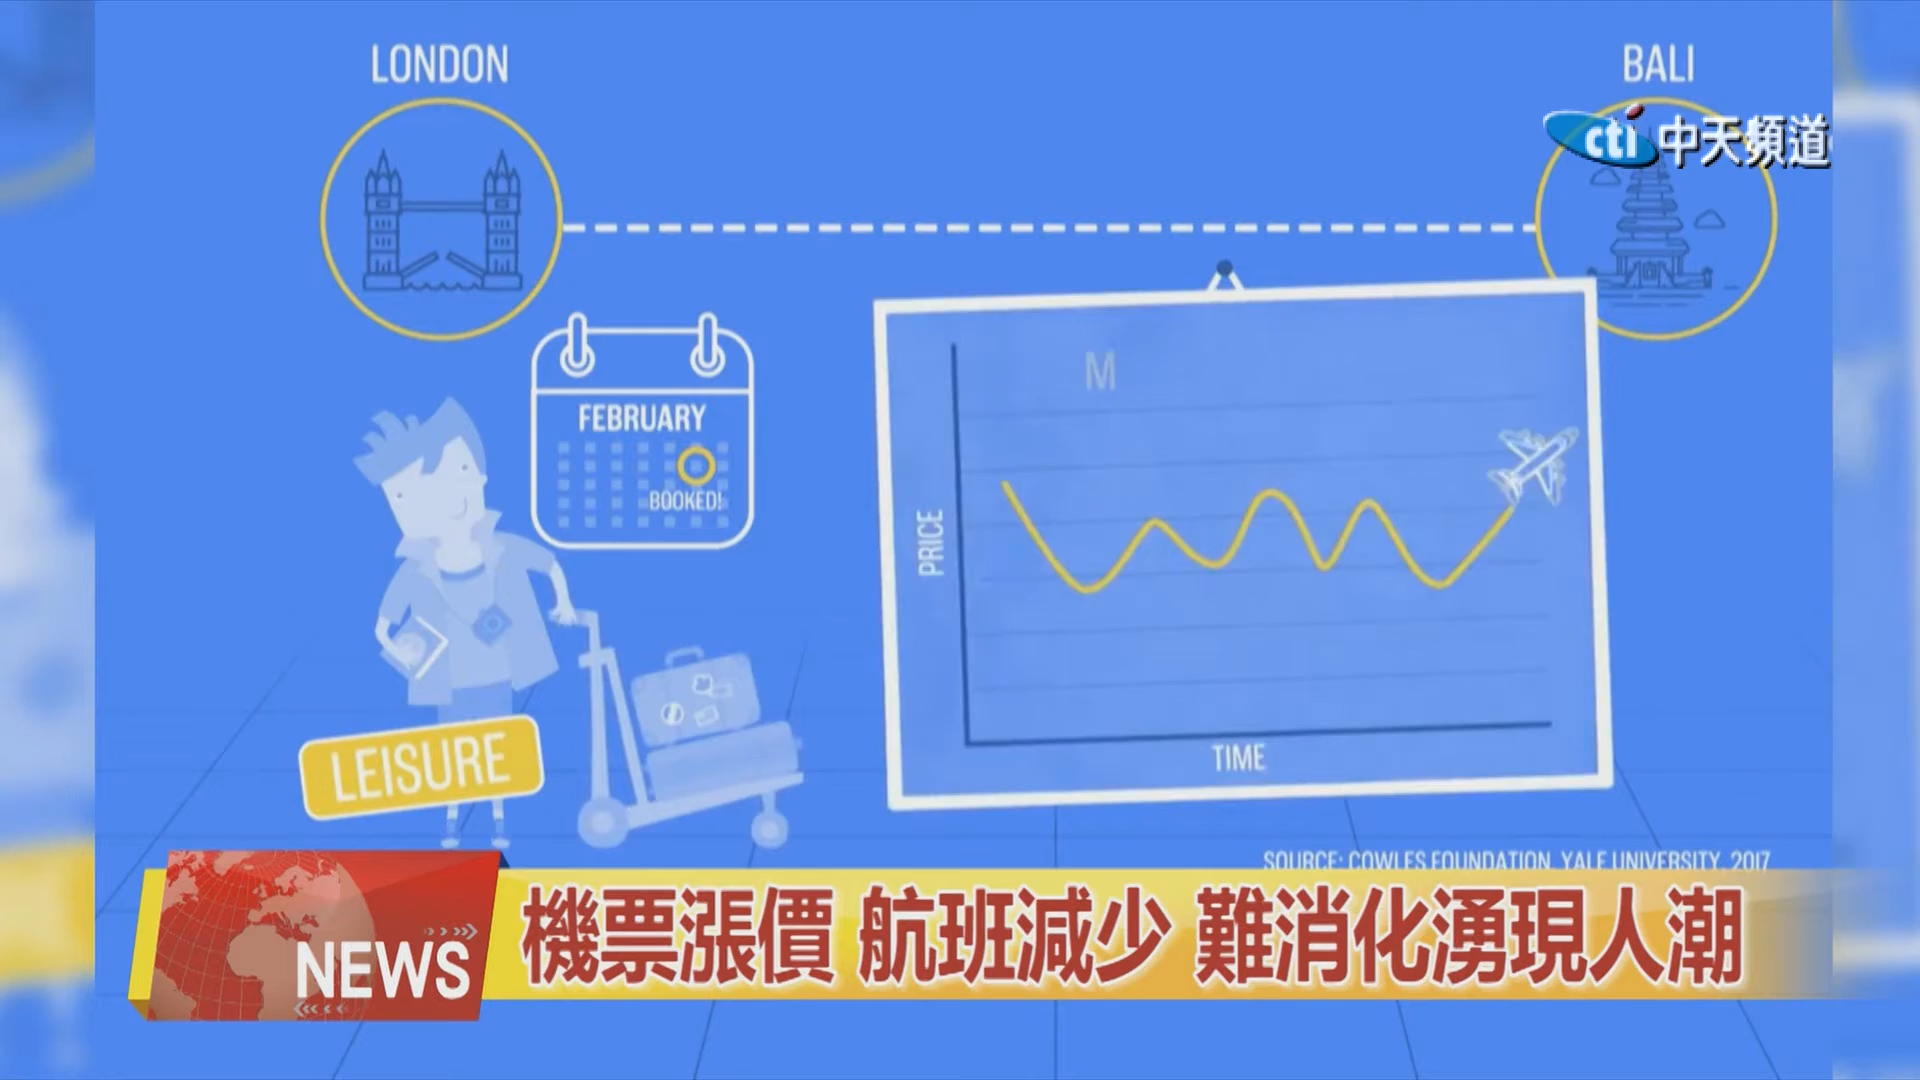 LONDON
BALI
cti 中天頻道
FEBRUARY
BOOKED!
M
PRICE
TIME
LEISURE
SOURCE: COWLES FOUNDATION, YALE UNIVERSITY, 2017
NEWS
機票漲價 航班減少 難消化湧現人潮